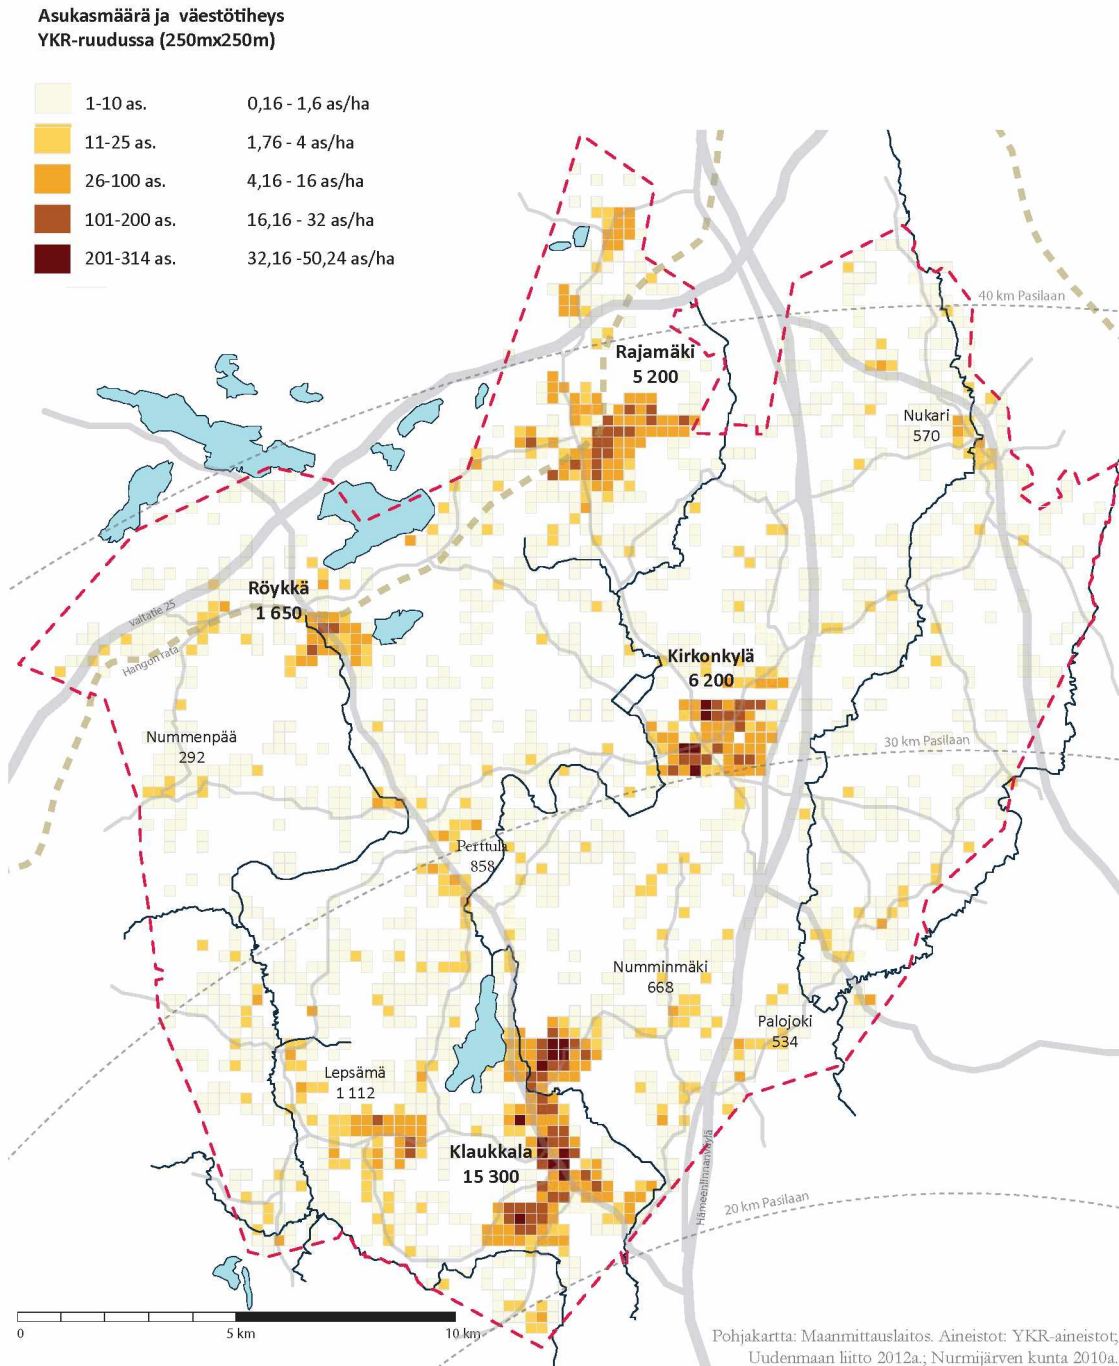 Asukasmäärä ja väestötiheys
YKR-ruudussa (250mx250m)
1-10 as. 0,16 - 1,6 as/ha
11-25 as. 1,76 - 4 as/ha
26-100 as. 4,16 - 16 as/ha
101-200 as. 16,16 - 32 as/ha
201-314 as. 32,16 -50,24 as/ha
40 km Pasilaan
Rajamäki
5 200
Nukari
570
Röykkä
1 650
valtatie 25
Hangon rata
Kirkonkylä
6 200
Nummenpää
292
30 km Pasilaan
Perttula
858
Numminmäki
668
Palojoki
534
Lepsämä
1 112
Klaukkala
15 300
Hämeenlinnanväylä
20 km Pasilaan
0 5 km 10 km
Pohjakartta: Maanmittauslaitos. Aineistot: YKR-aineistot;
Uudenmaan liitto 2012a.; Nurmijärven kunta 2010a.